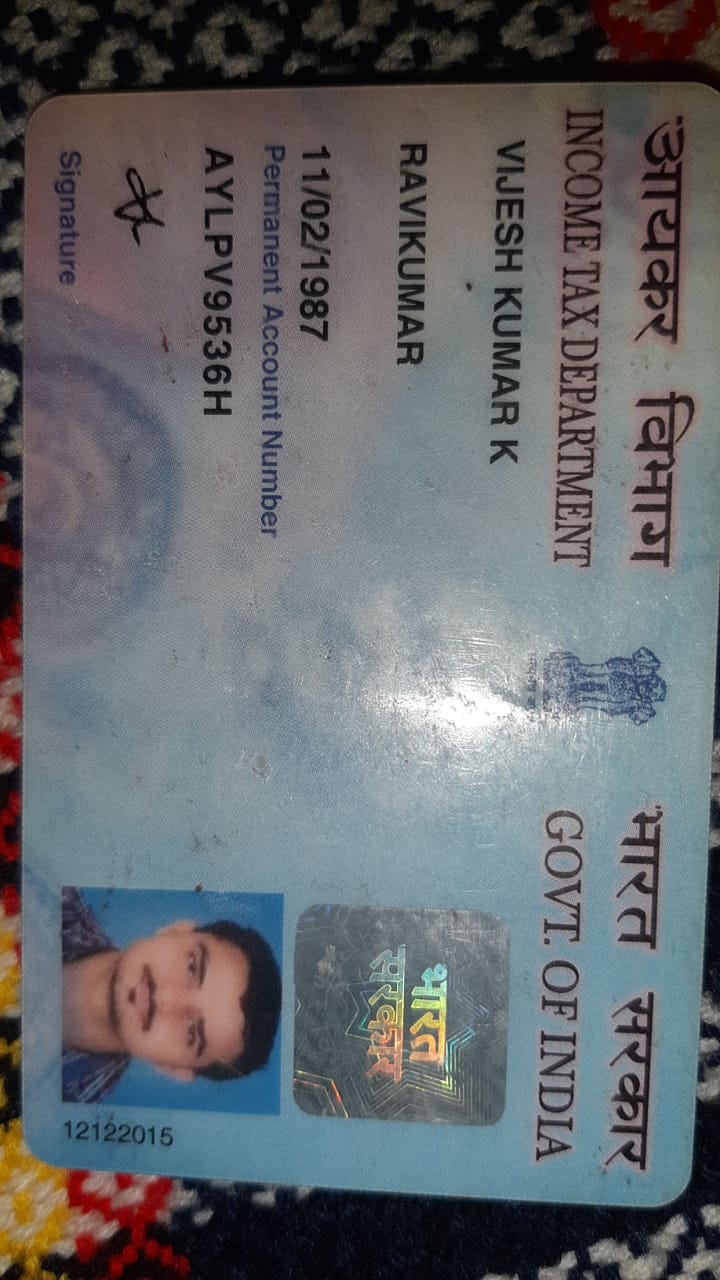 आयकर विभाग
INCOME TAX DEPARTMENT
भारत सरकार
GOVT. OF INDIA
VIJESH KUMAR K
RAVIKUMAR
11/02/1987
Permanent Account Number
AYLPV9536H
Signature
भारत
सरकार
12122015